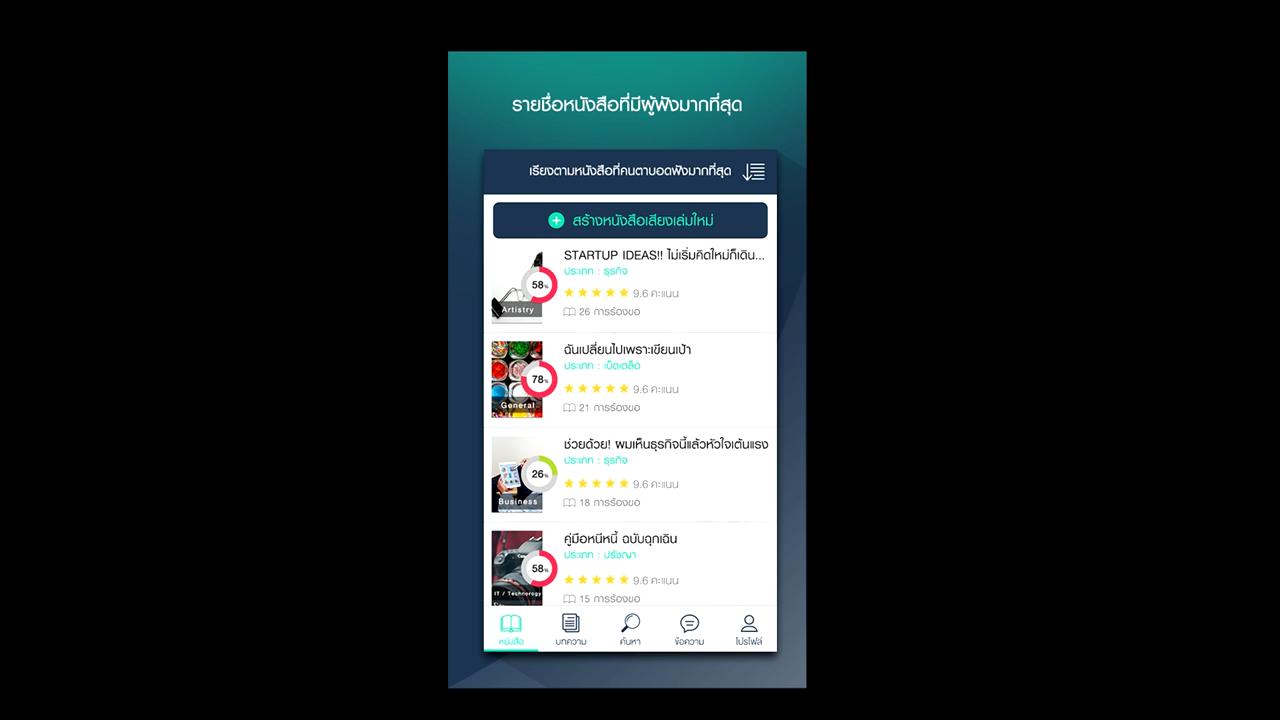 รายชื่อหนังสือที่มีผู้ฟังมากที่สุด
เรียงตามหนังสือที่คนตาบอดฟังมากที่สุด
สร้างหนังสือเสียงเล่มใหม่
STARTUP IDEAS!! ไม่เริ่มคิดใหม่ก็เดิน...
ประเภท : ธุรกิจ
58%
9.6 คะแนน
Artistry
26 การร้องขอ
ฉันเปลี่ยนไปเพราะเขียนเป้า
ประเภท : เบ็ดเตล็ด
78%
9.6 คะแนน
General
21 การร้องขอ
ช่วยด้วย! ผมเห็นธุรกิจนี้แล้วหัวใจเต้นแรง
ประเภท : ธุรกิจ
26%
9.6 คะแนน
Business
18 การร้องขอ
คู่มือหนีหนี้ ฉบับฉุกเฉิน
ประเภท : ปรัชญา
58%
9.6 คะแนน
IT / Technorogy
15 การร้องขอ
หนังสือ บทความ ค้นหา ข้อความ โปรไฟล์